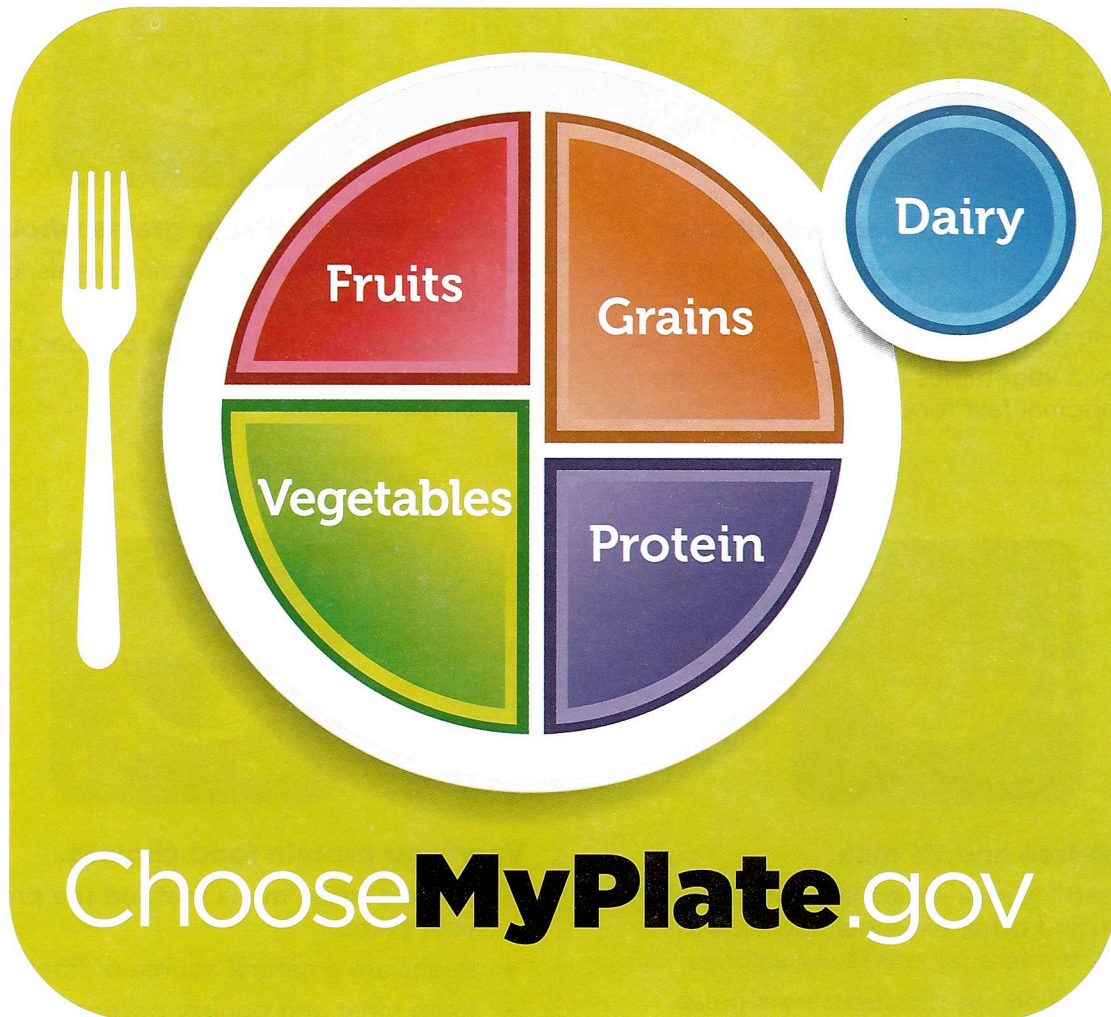 Dairy
Fruits
Grains
Vegetables
Protein
ChooseMyPlate.gov